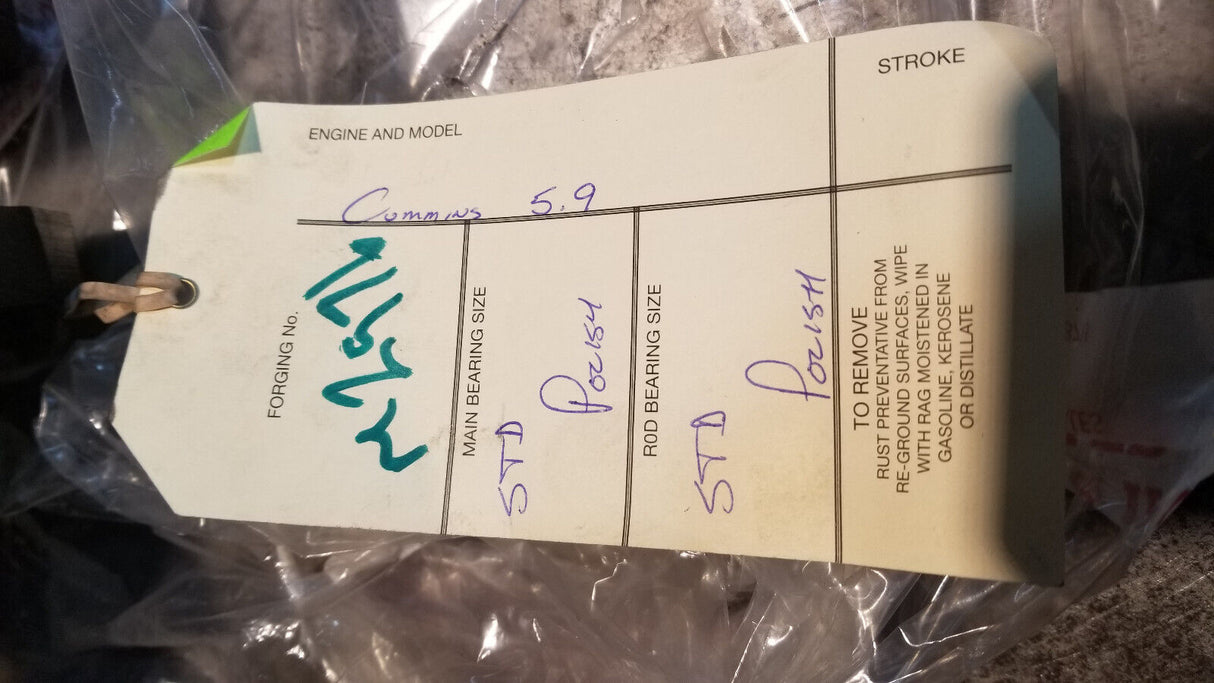 ENGINE AND MODEL
Cummins 5.9
STROKE
FORGING No.
MAIN BEARING SIZE
STD
POLISH
ROD BEARING SIZE
STD
POLISH
TO REMOVE
RUST PREVENTATIVE FROM
RE-GROUND SURFACES, WIPE
WITH RAG MOISTENED IN
GASOLINE, KEROSENE
OR DISTILLATE